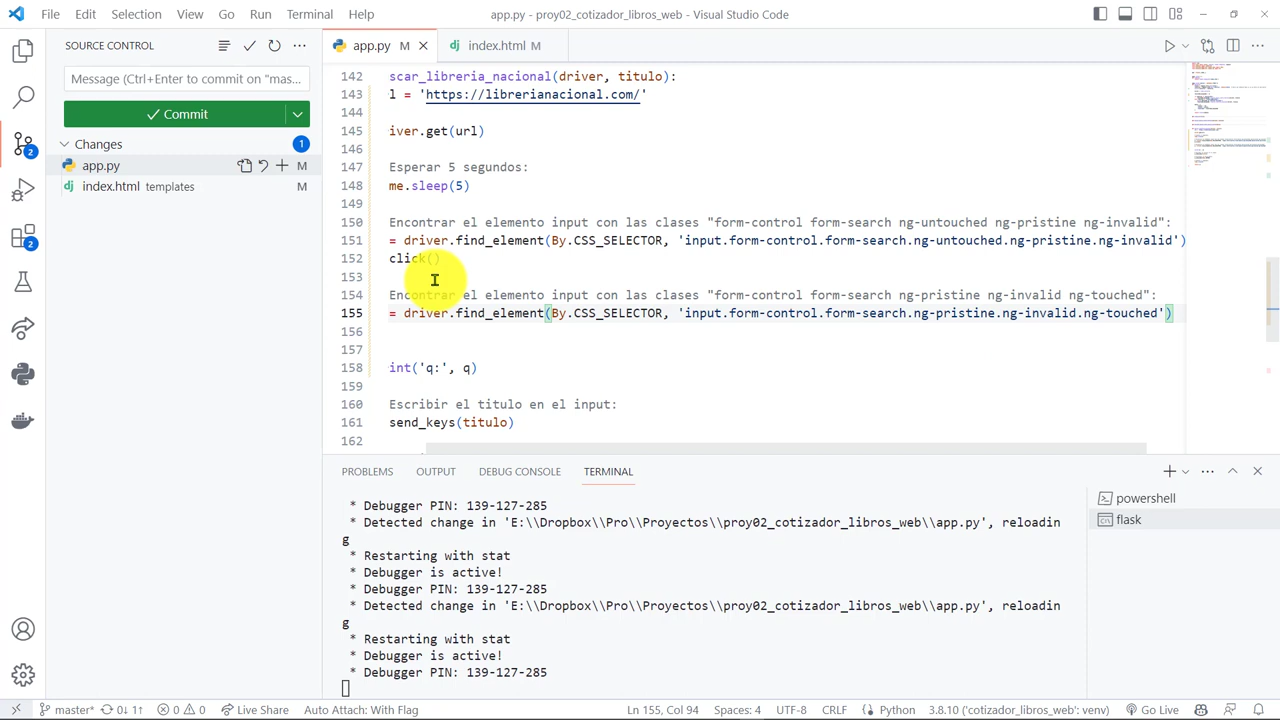 File Edit Selection View Go Run Terminal Help
app.py - proy02_cotizador_libros_web - Visual Studio Code
SOURCE CONTROL
Message (Ctrl+Enter to commit on "mas...
Commit
Changes
1
index.html templates
M
2
2
app.py M
index.html M
142 scar_libreria_nacional(driver, titulo
143 = 'https://librerianacional.com/'
144
145 iver.get(url)
146
147 perar 5 segundos:
148 me.sleep(5)
149
150 Encontrar el elemento input con las clases "form-control form-search ng-untouched ng-pristine ng-invalid":
151 = driver.find_element(By.CSS_SELECTOR, 'input.form-control.form-search.ng-untouched.ng-pristine.ng-invalid')
152 click()
153
154 Encontrar el elemento input con las clases "form-control form-search ng-pristine ng-invalid ng-touched":
155 = driver.find_element(By.CSS_SELECTOR, 'input.form-control.form-search.ng-pristine.ng-invalid.ng-touched')
156
157
158 int('q:', q)
159
160 Escribir el titulo en el input:
161 send_keys(titulo)
162
PROBLEMS OUTPUT DEBUG CONSOLE TERMINAL
* Debugger PIN: 139-127-285
* Detected change in 'E:\\Dropbox\\Pro\\Proyectos\\proy02_cotizador_libros_web\\app.py', reloadin
g
* Restarting with stat
* Debugger is active!
* Debugger PIN: 139-127-285
* Detected change in 'E:\\Dropbox\\Pro\\Proyectos\\proy02_cotizador_libros_web\\app.py', reloadin
g
* Restarting with stat
* Debugger is active!
* Debugger PIN: 139-127-285
powershell
flask
master* 0↓ 1↑ 0 0 Live Share Auto Attach: With Flag
Ln 155, Col 94 Spaces: 4 UTF-8 CRLF Python 3.8.10 ('cotizador_libros_web': venv) Go Live